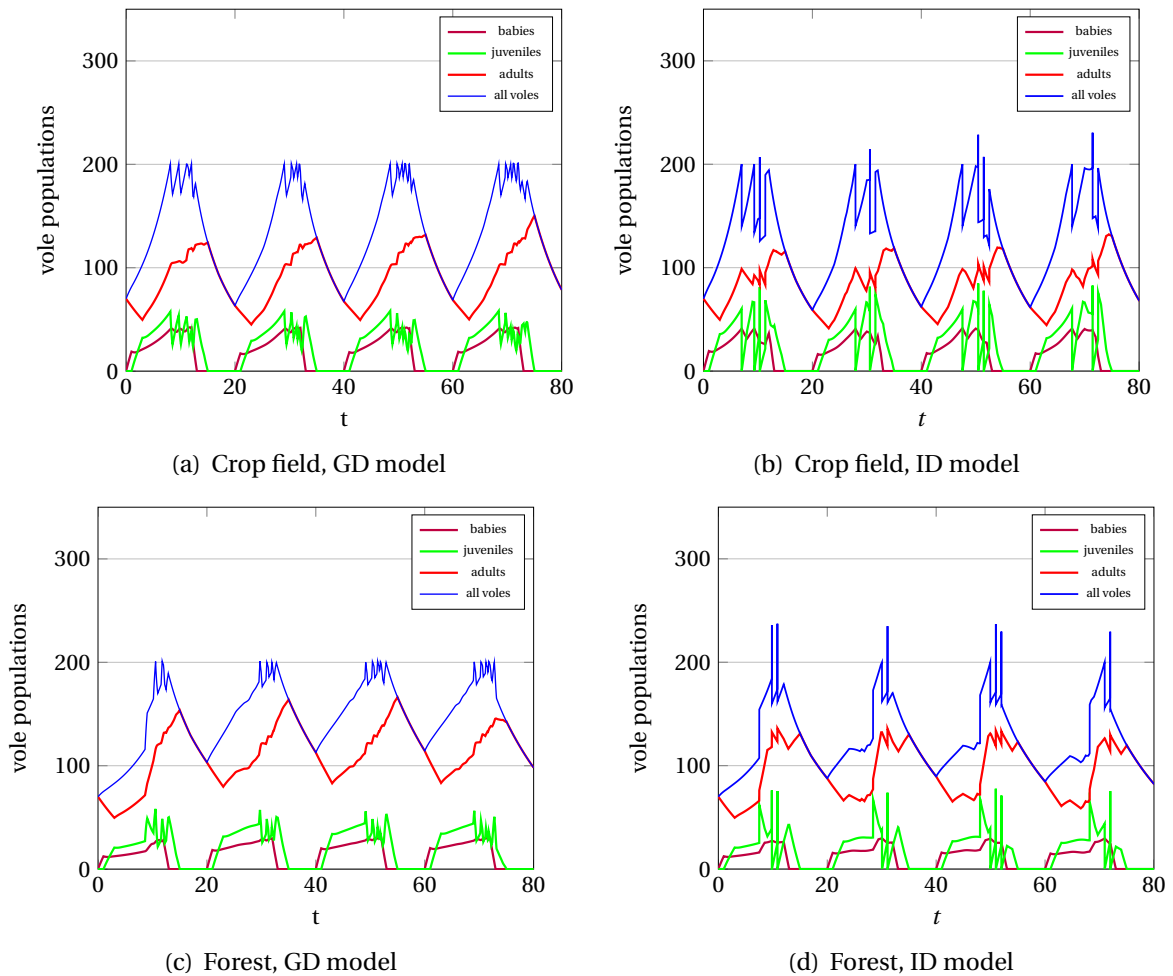 300
200
100
0
vole populations
0
20
40
60
80
t
babies
juveniles
adults
all voles
(a) Crop field, GD model
300
200
100
0
vole populations
0
20
40
60
80
t
babies
juveniles
adults
all voles
(b) Crop field, ID model
300
200
100
0
vole populations
0
20
40
60
80
t
babies
juveniles
adults
all voles
(c) Forest, GD model
300
200
100
0
vole populations
0
20
40
60
80
t
babies
juveniles
adults
all voles
(d) Forest, ID model